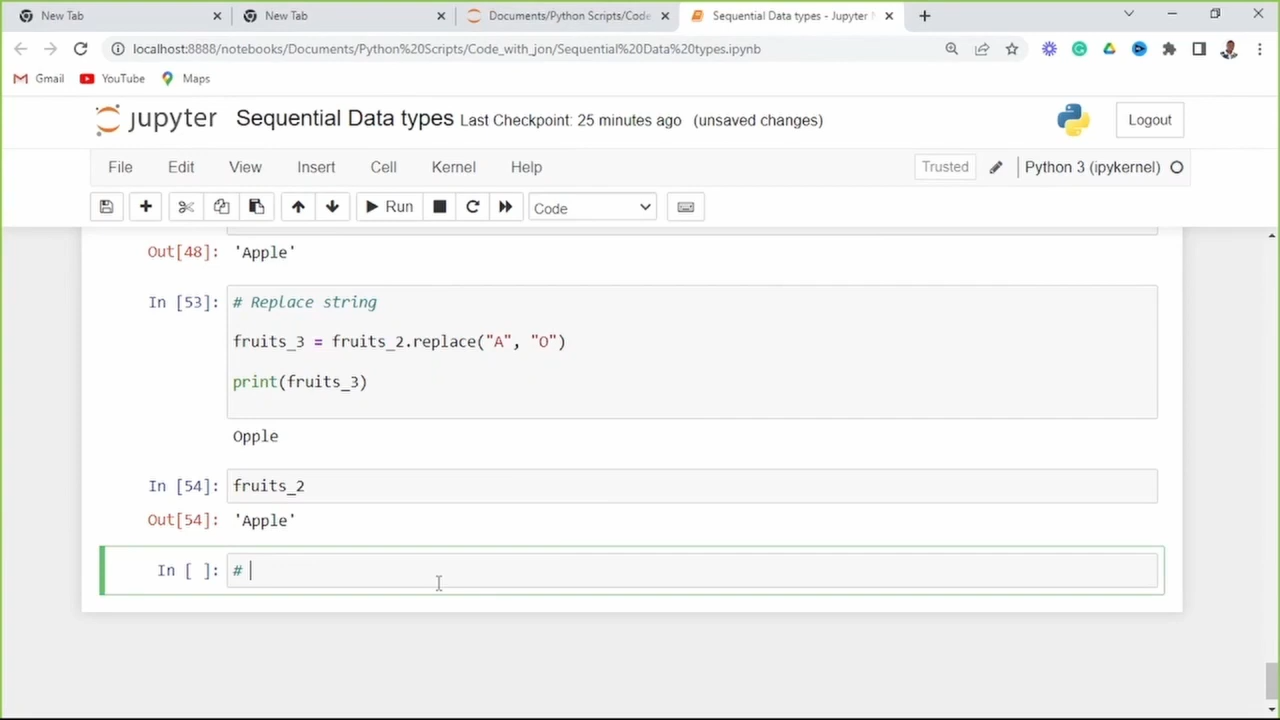 New Tab
New Tab
Documents/Python Scripts/Code
Sequential Data types - Jupyter
localhost:8888/notebooks/Documents/Python%20Scripts/Code_with_jon/Sequential%20Data%20types.ipynb
Gmail YouTube Maps
jupyter Sequential Data types Last Checkpoint: 25 minutes ago (unsaved changes) Logout
File Edit View Insert Cell Kernel Help Trusted Python 3 (ipykernel)
Run Code
Out[48]: 'Apple'
In [53]: # Replace string
fruits_3 = fruits_2.replace("A", "O")
print(fruits_3)
Opple
In [54]: fruits_2
Out[54]: 'Apple'
In [ ]: #